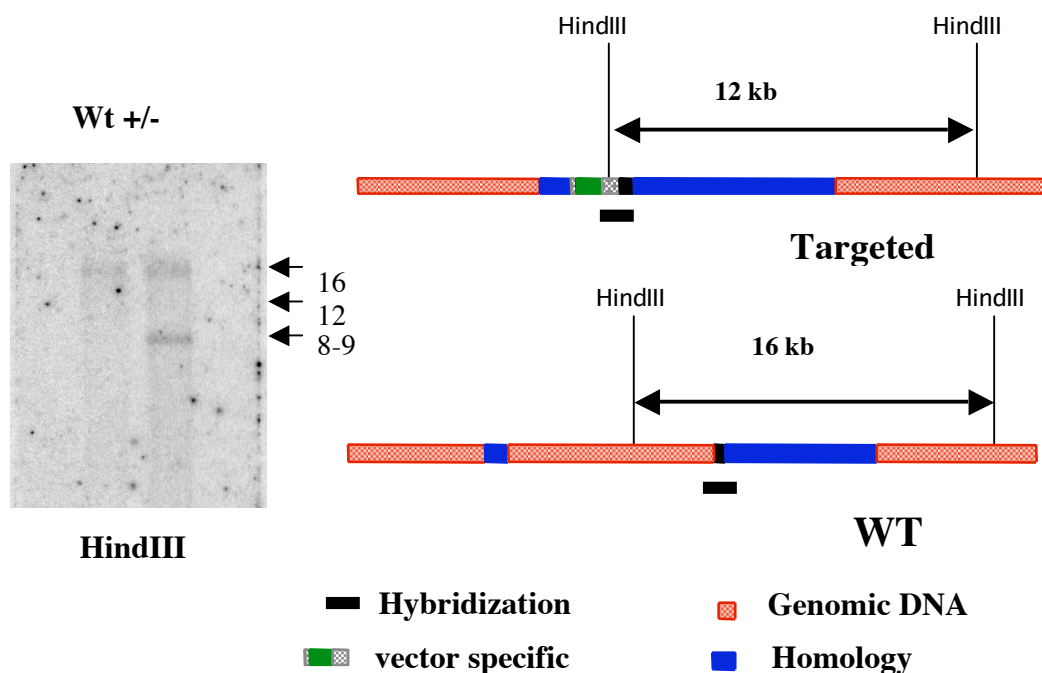 Wt +/-
16
12
8-9
HindIII
HindIII
HindIII
12 kb
Targeted
HindIII
HindIII
16 kb
WT
Hybridization
Genomic DNA
vector specific
Homology